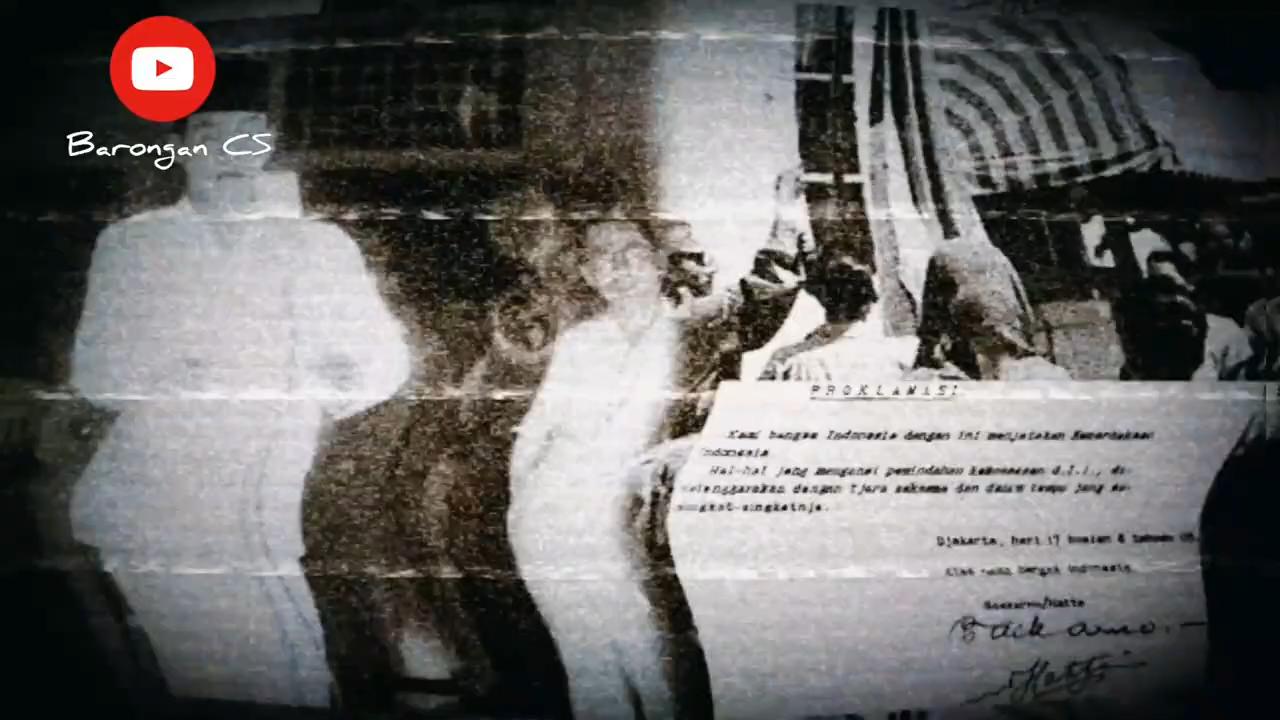 Barongan CS
PROKLAMASI
Kami bangsa Indonesia dengan ini menjatakan Kemerdekaan
Indonesia
Hal-hal jang mengenai pemindahan kekoeasaan d.l.l., di-
selenggarakan dengan tjara saksama dan dalam tempo jang se-
singkat-singkatnja.
Djakarta, hari 17 boelan 8 tahoen 05
Atas nama bangsa Indonesia
Soekarno/Hatta